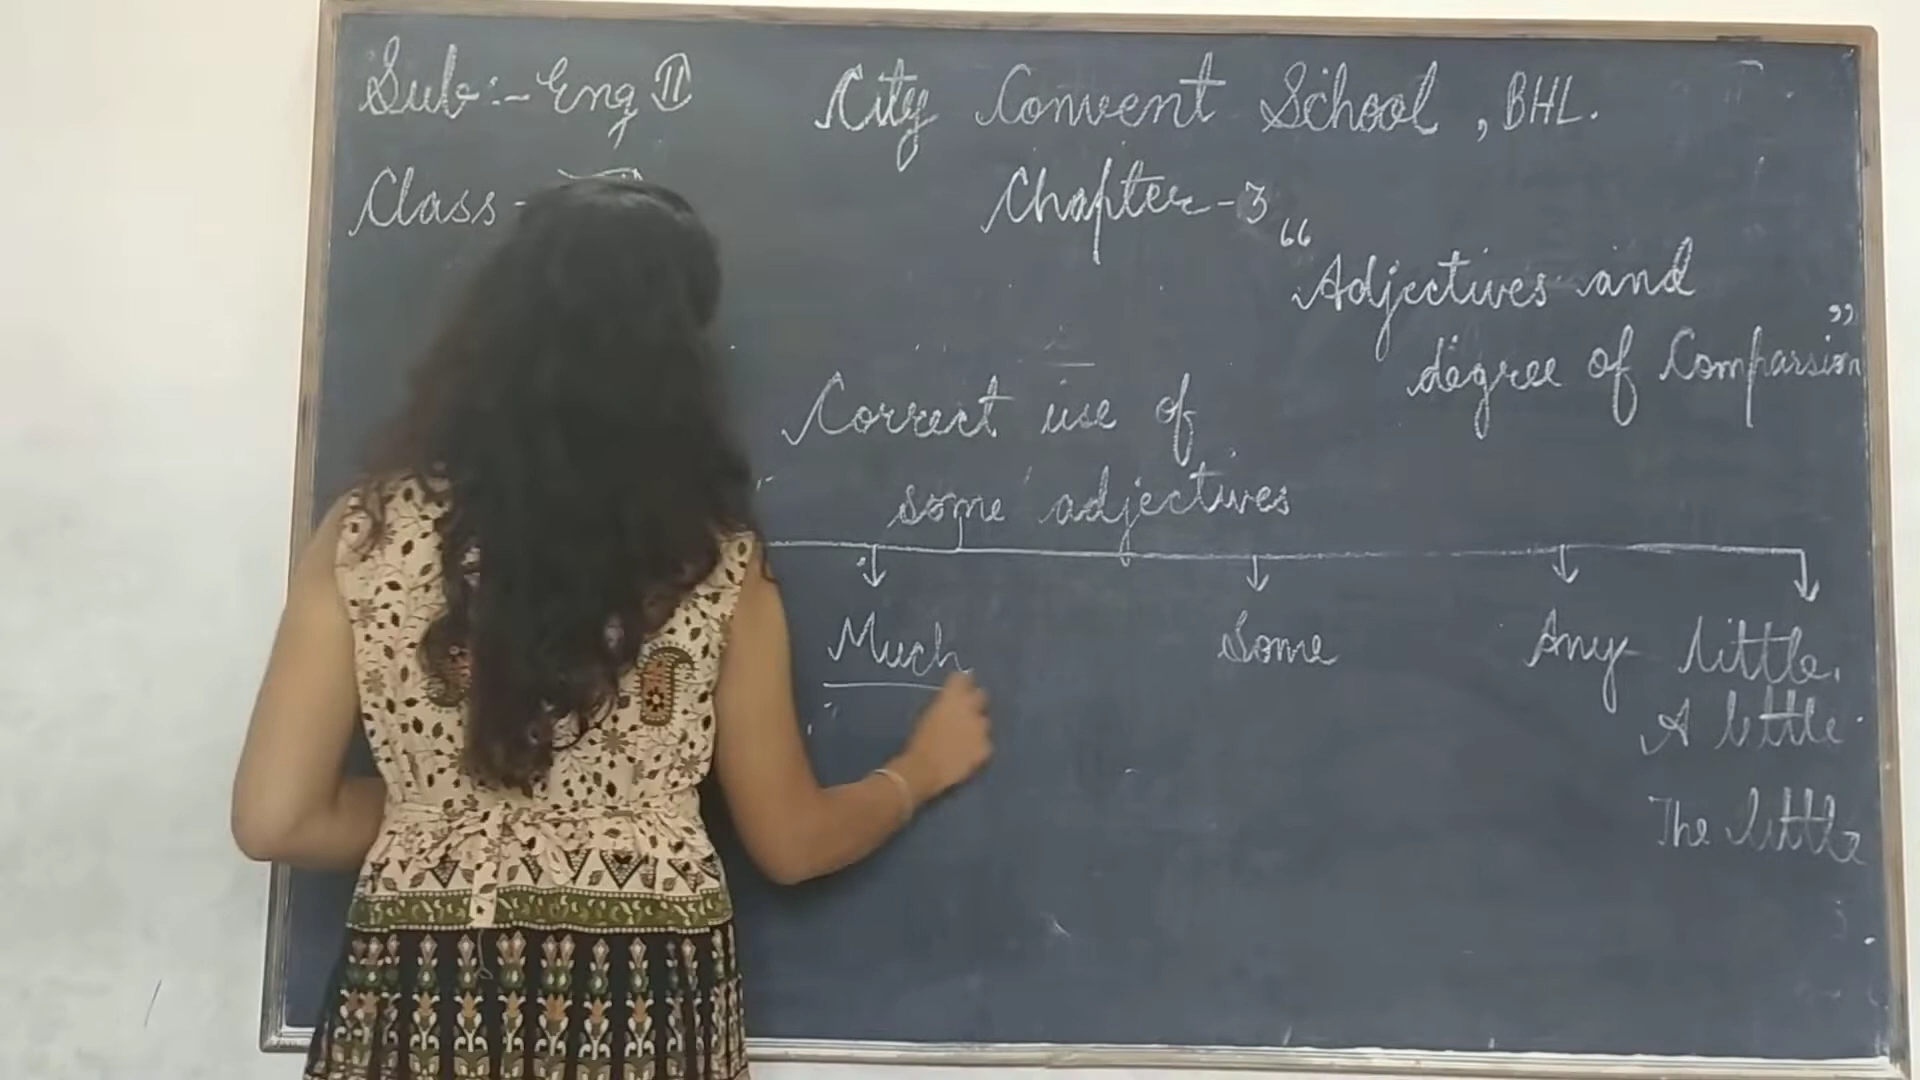 Sub:- Eng II
City Convent School, BHL.
Class -
Chapter-3
"Adjectives and
degree of Comparsion"
Correct use of
some adjectives
Much Some Any little.
A little
The little